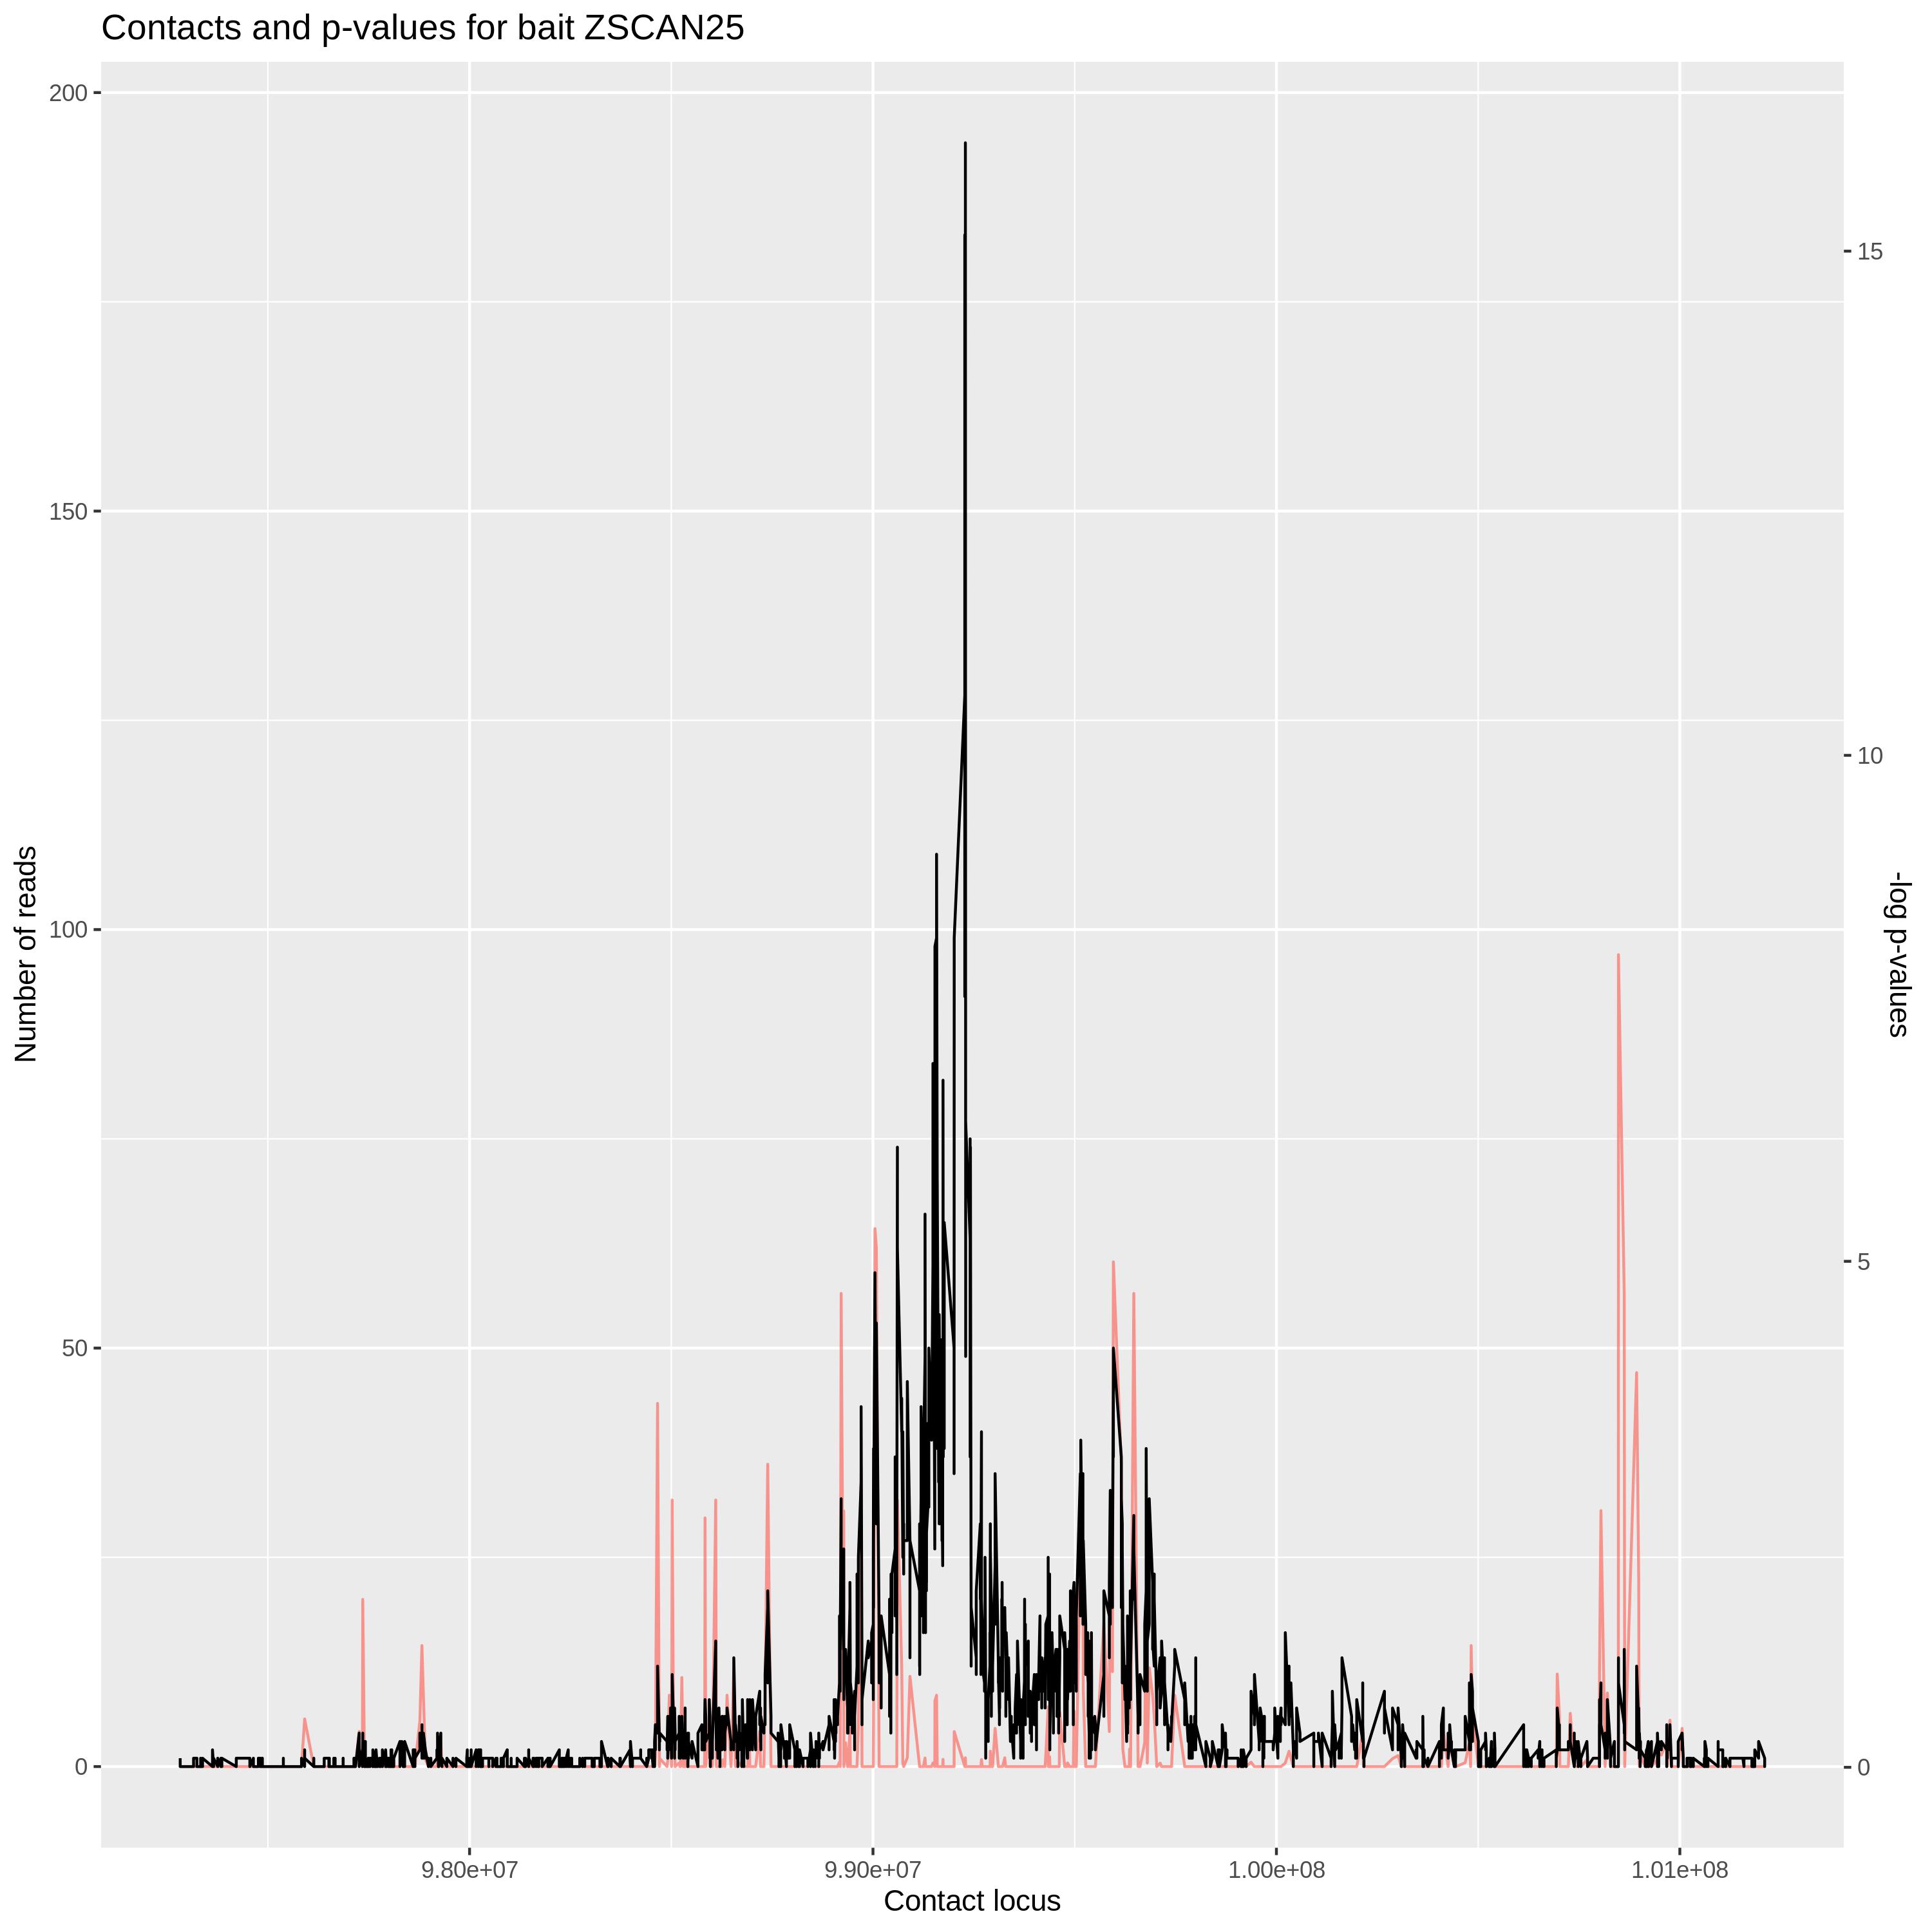 Contacts and p-values for bait ZSCAN25
200
150
100
50
0
Number of reads
15
10
5
0
-log p-values
9.80e+07
9.90e+07
1.00e+08
1.01e+08
Contact locus